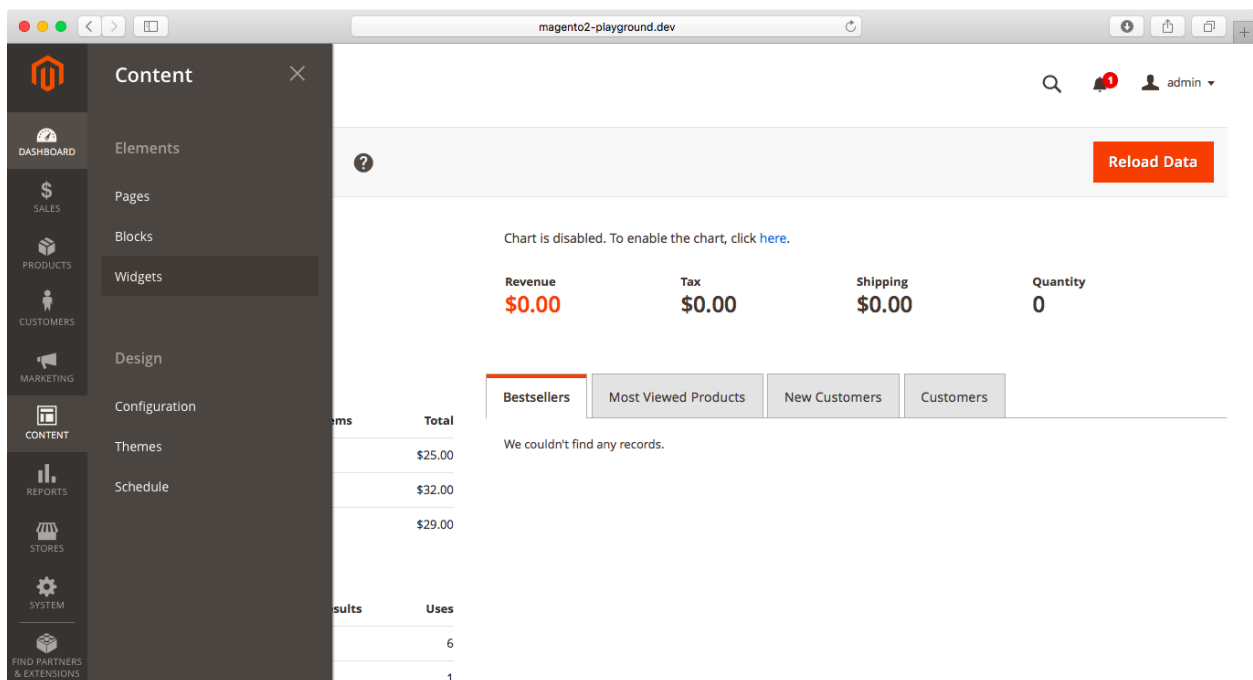 magento2-playground.dev
DASHBOARD
SALES
PRODUCTS
CUSTOMERS
MARKETING
CONTENT
REPORTS
STORES
SYSTEM
FIND PARTNERS
& EXTENSIONS
Content
Elements
Pages
Blocks
Widgets
Design
Configuration
Themes
Schedule
1
admin
?
Reload Data
Chart is disabled. To enable the chart, click here.
Revenue Tax Shipping Quantity
$0.00 $0.00 $0.00 0
Bestsellers Most Viewed Products New Customers Customers
We couldn't find any records.
Total
$25.00
$32.00
$29.00
Uses
6
1